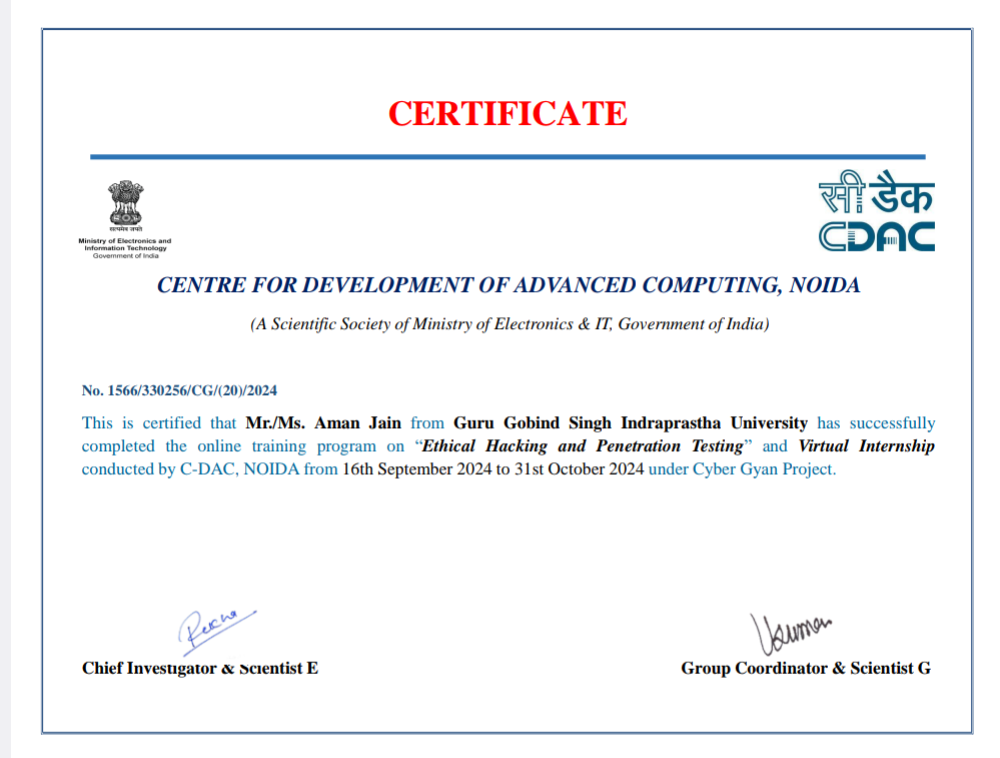 CERTIFICATE
सत्यमेव जयते
Ministry of Electronics and
Information Technology
Government of India
सी डैक
CDAC
CENTRE FOR DEVELOPMENT OF ADVANCED COMPUTING, NOIDA
(A Scientific Society of Ministry of Electronics & IT, Government of India)
No. 1566/330256/CG/(20)/2024
This is certified that Mr./Ms. Aman Jain from Guru Gobind Singh Indraprastha University has successfully
completed the online training program on “Ethical Hacking and Penetration Testing” and Virtual Internship
conducted by C-DAC, NOIDA from 16th September 2024 to 31st October 2024 under Cyber Gyan Project.
Rekha
Chief Investigator & Scientist E
Group Coordinator & Scientist G